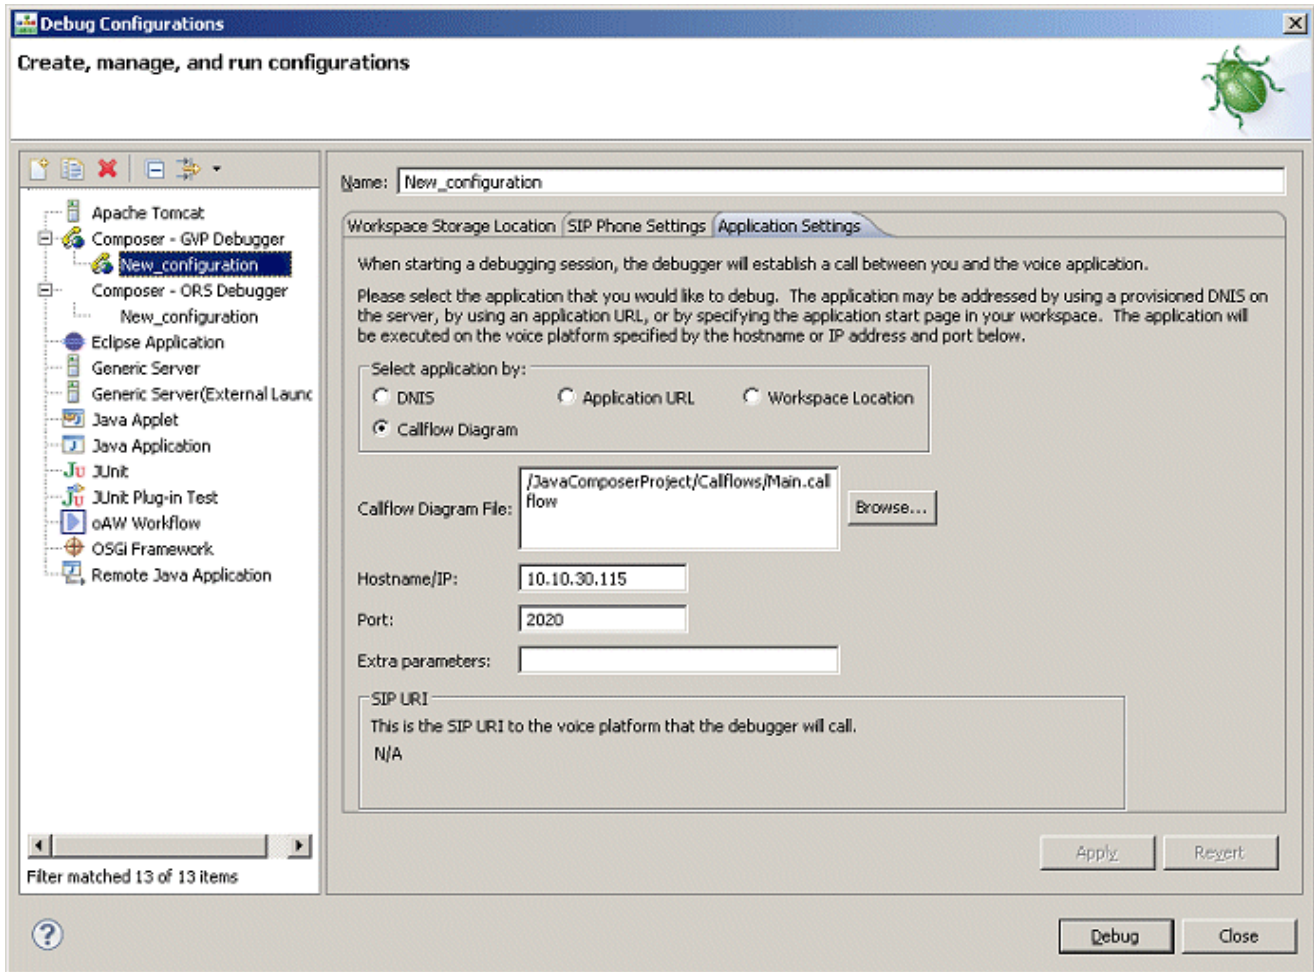 Debug Configurations
Create, manage, and run configurations
Name: New_configuration
Apache Tomcat
Composer - GVP Debugger
New_configuration
Composer - ORS Debugger
New_configuration
Eclipse Application
Generic Server
Generic Server(External Launc
Java Applet
Java Application
JUnit
JUnit Plug-in Test
oAW Workflow
OSGi Framework
Remote Java Application
Filter matched 13 of 13 items
Workspace Storage Location SIP Phone Settings Application Settings
When starting a debugging session, the debugger will establish a call between you and the voice application.
Please select the application that you would like to debug. The application may be addressed by using a provisioned DNIS on
the server, by using an application URL, or by specifying the application start page in your workspace. The application will
be executed on the voice platform specified by the hostname or IP address and port below.
Select application by:
DNIS Application URL Workspace Location
Callflow Diagram
Callflow Diagram File: /JavaComposerProject/Callflows/Main.cal
flow
Browse...
Hostname/IP: 10.10.30.115
Port: 2020
Extra parameters:
SIP URI
This is the SIP URI to the voice platform that the debugger will call.
N/A
Apply Revert
Debug Close